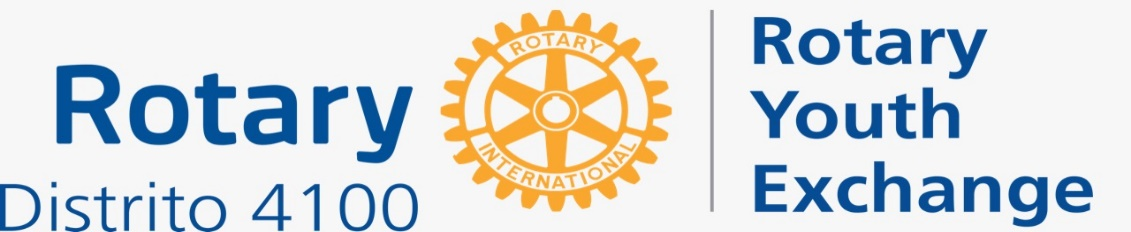 Rotary
Distrito 4100
ROTARY
INTERNATIONAL
Rotary
Youth
Exchange